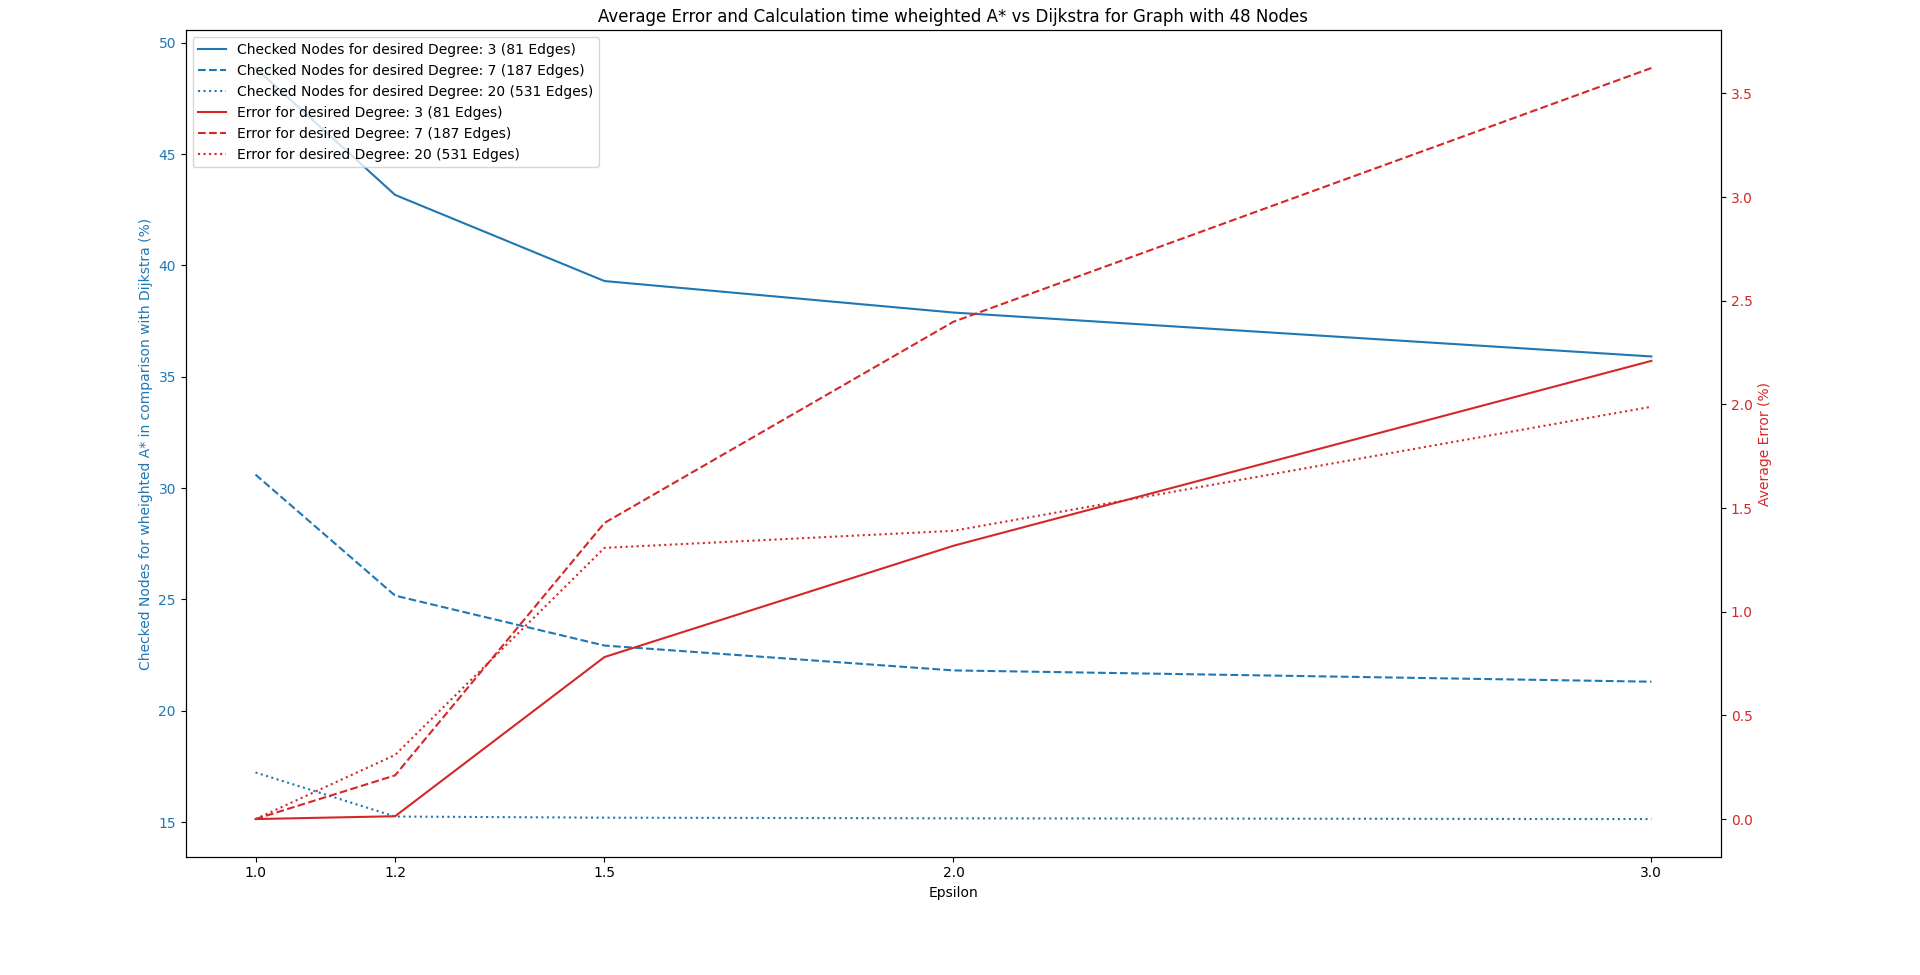 Average Error and Calculation time wheighted A* vs Dijkstra for Graph with 48 Nodes
Checked Nodes for desired Degree: 3 (81 Edges)
Checked Nodes for desired Degree: 7 (187 Edges)
Checked Nodes for desired Degree: 20 (531 Edges)
Error for desired Degree: 3 (81 Edges)
Error for desired Degree: 7 (187 Edges)
Error for desired Degree: 20 (531 Edges)
Checked Nodes for wheighted A* in comparison with Dijkstra (%)
50
45
40
35
30
25
20
15
3.5
3.0
2.5
2.0
1.5
1.0
0.5
0.0
Average Error (%)
1.0
1.2
1.5
2.0
3.0
Epsilon